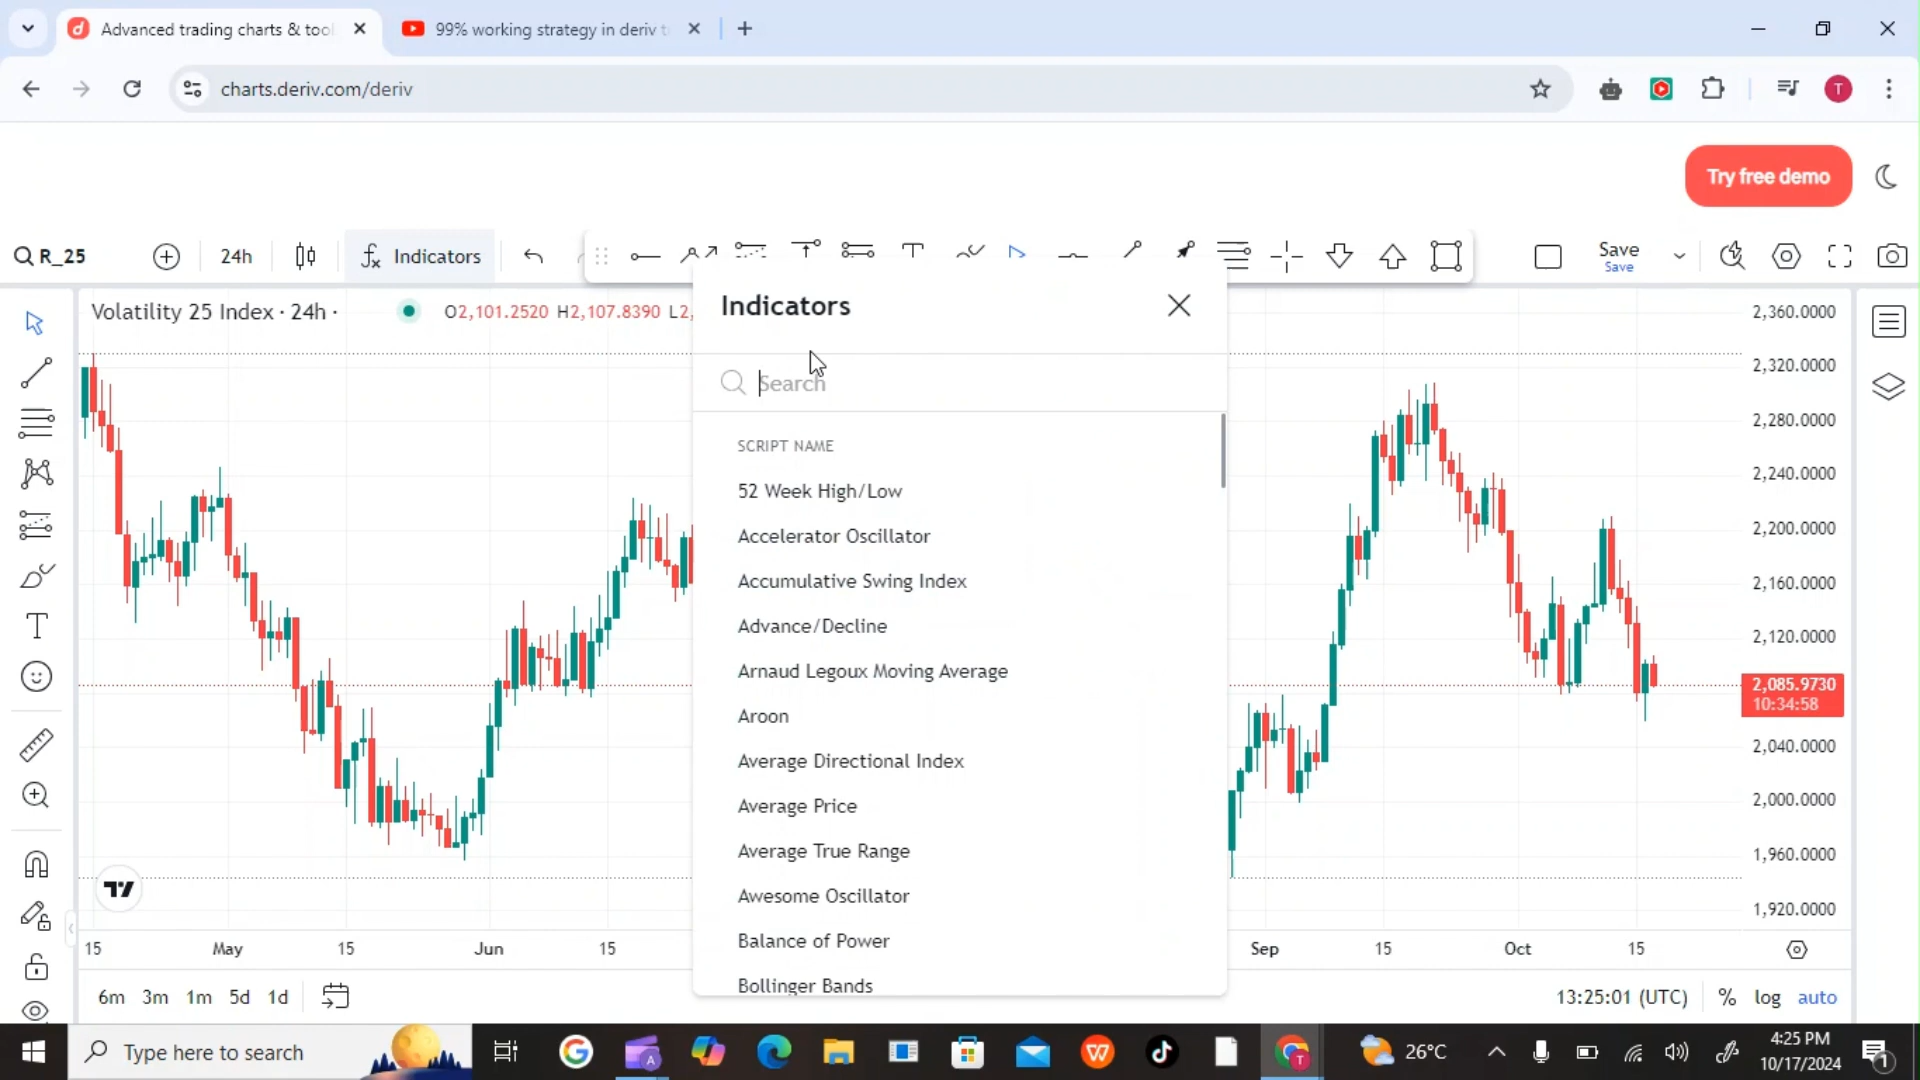 Advanced trading charts & tool
99% working strategy in deriv t
charts.deriv.com/deriv
T
Try free demo
R_25
24h
Indicators
Save
Save
Volatility 25 Index · 24h ·
O2,101.2520 H2,107.8390 L2,
Indicators
Search
SCRIPT NAME
52 Week High/Low
Accelerator Oscillator
Accumulative Swing Index
Advance/Decline
Arnaud Legoux Moving Average
Aroon
Average Directional Index
Average Price
Average True Range
Awesome Oscillator
Balance of Power
Bollinger Bands
2,360.0000
2,320.0000
2,280.0000
2,240.0000
2,200.0000
2,160.0000
2,120.0000
2,085.9730
10:34:58
2,040.0000
2,000.0000
1,960.0000
1,920.0000
15 May 15 Jun 15 Sep 15 Oct 15
6m 3m 1m 5d 1d
13:25:01 (UTC) % log auto
Type here to search
26°C
4:25 PM
10/17/2024
1